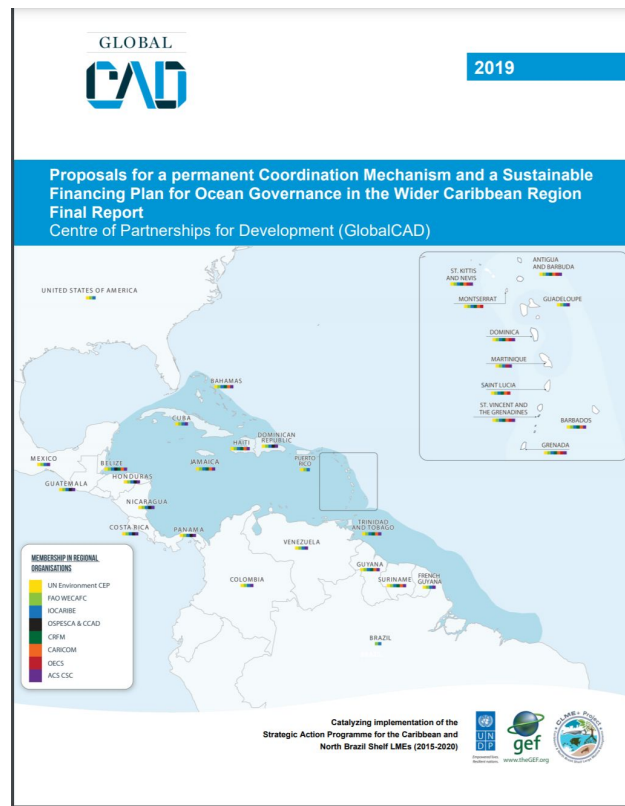 GLOBAL
CAD
2019
Proposals for a permanent Coordination Mechanism and a Sustainable
Financing Plan for Ocean Governance in the Wider Caribbean Region
Final Report
Centre of Partnerships for Development (GlobalCAD)
UNITED STATES OF AMERICA
ST. KITTIS
AND NEVIS
ANTIGUA
AND BARBUDA
MONTSERRAT
GUADELOUPE
DOMINICA
MARTINIQUE
SAINT LUCIA
ST. VINCENT AND
THE GRENADINES
BARBADOS
GRENADA
BAHAMAS
CUBA
HAITI
DOMINICAN
REPUBLIC
PUERTO
RICO
MEXICO
BELIZE
JAMAICA
GUATEMALA
HONDURAS
NICARAGUA
COSTA RICA
PANAMA
TRINIDAD
AND TOBAGO
VENEZUELA
GUYANA
COLOMBIA
SURINAME
FRENCH
GUYANA
BRAZIL
MEMBERSHIP IN REGIONAL
ORGANISATIONS
UN Environment CEP
FAO WECAFC
IOCARIBE
OSPESCA & CCAD
CRFM
CARICOM
OECS
ACS CSC
Catalyzing implementation of the
Strategic Action Programme for the Caribbean and
North Brazil Shelf LMEs (2015-2020)
UN
DP
gef
www.theGEF.org
CLME+ Project